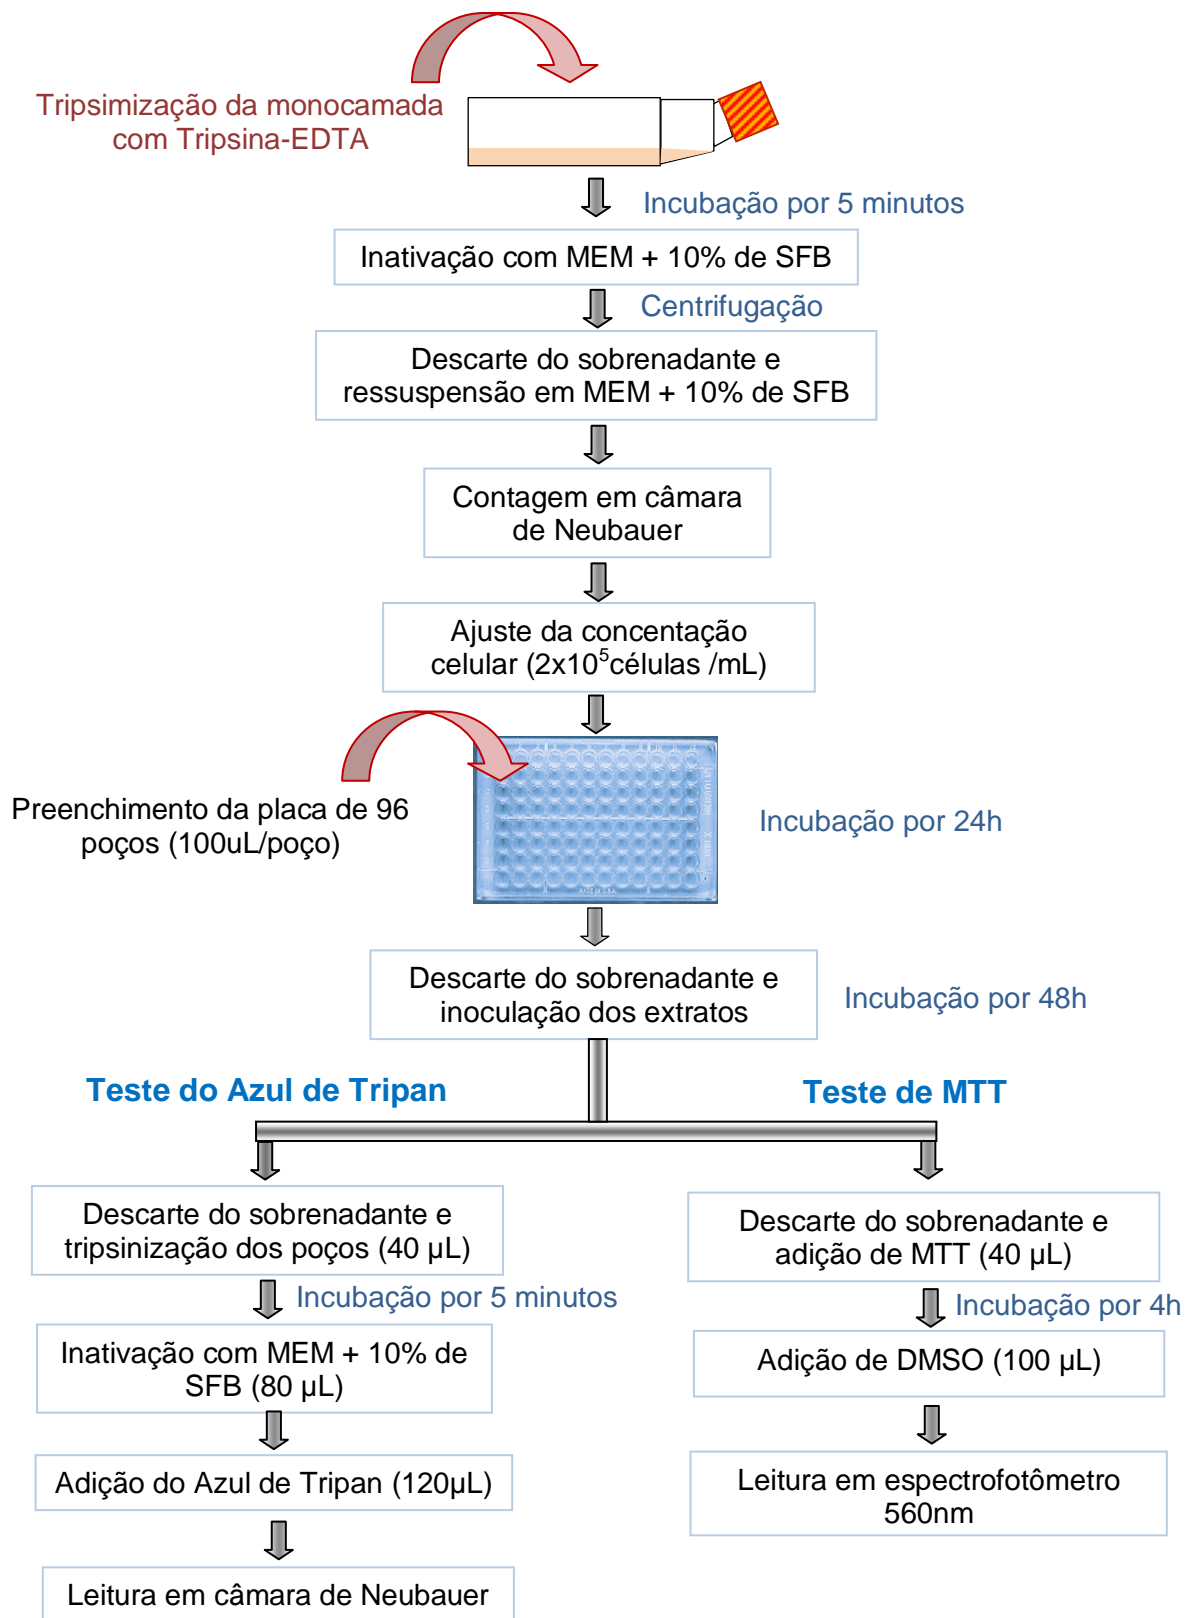 Tripsimização da monocamada
com Tripsina-EDTA
Incubação por 5 minutos
Inativação com MEM + 10% de SFB
Centrifugação
Descarte do sobrenadante e
ressuspensão em MEM + 10% de SFB
Contagem em câmara
de Neubauer
Ajuste da concentação
celular (2x10⁵células /mL)
Preenchimento da placa de 96
poços (100uL/poço)
Incubação por 24h
Descarte do sobrenadante e
inoculação dos extratos
Incubação por 48h
Teste do Azul de Tripan
Descarte do sobrenadante e
tripsinização dos poços (40 µL)
Incubação por 5 minutos
Inativação com MEM + 10% de
SFB (80 µL)
Adição do Azul de Tripan (120µL)
Leitura em câmara de Neubauer
Teste de MTT
Descarte do sobrenadante e
adição de MTT (40 µL)
Incubação por 4h
Adição de DMSO (100 µL)
Leitura em espectrofotômetro
560nm